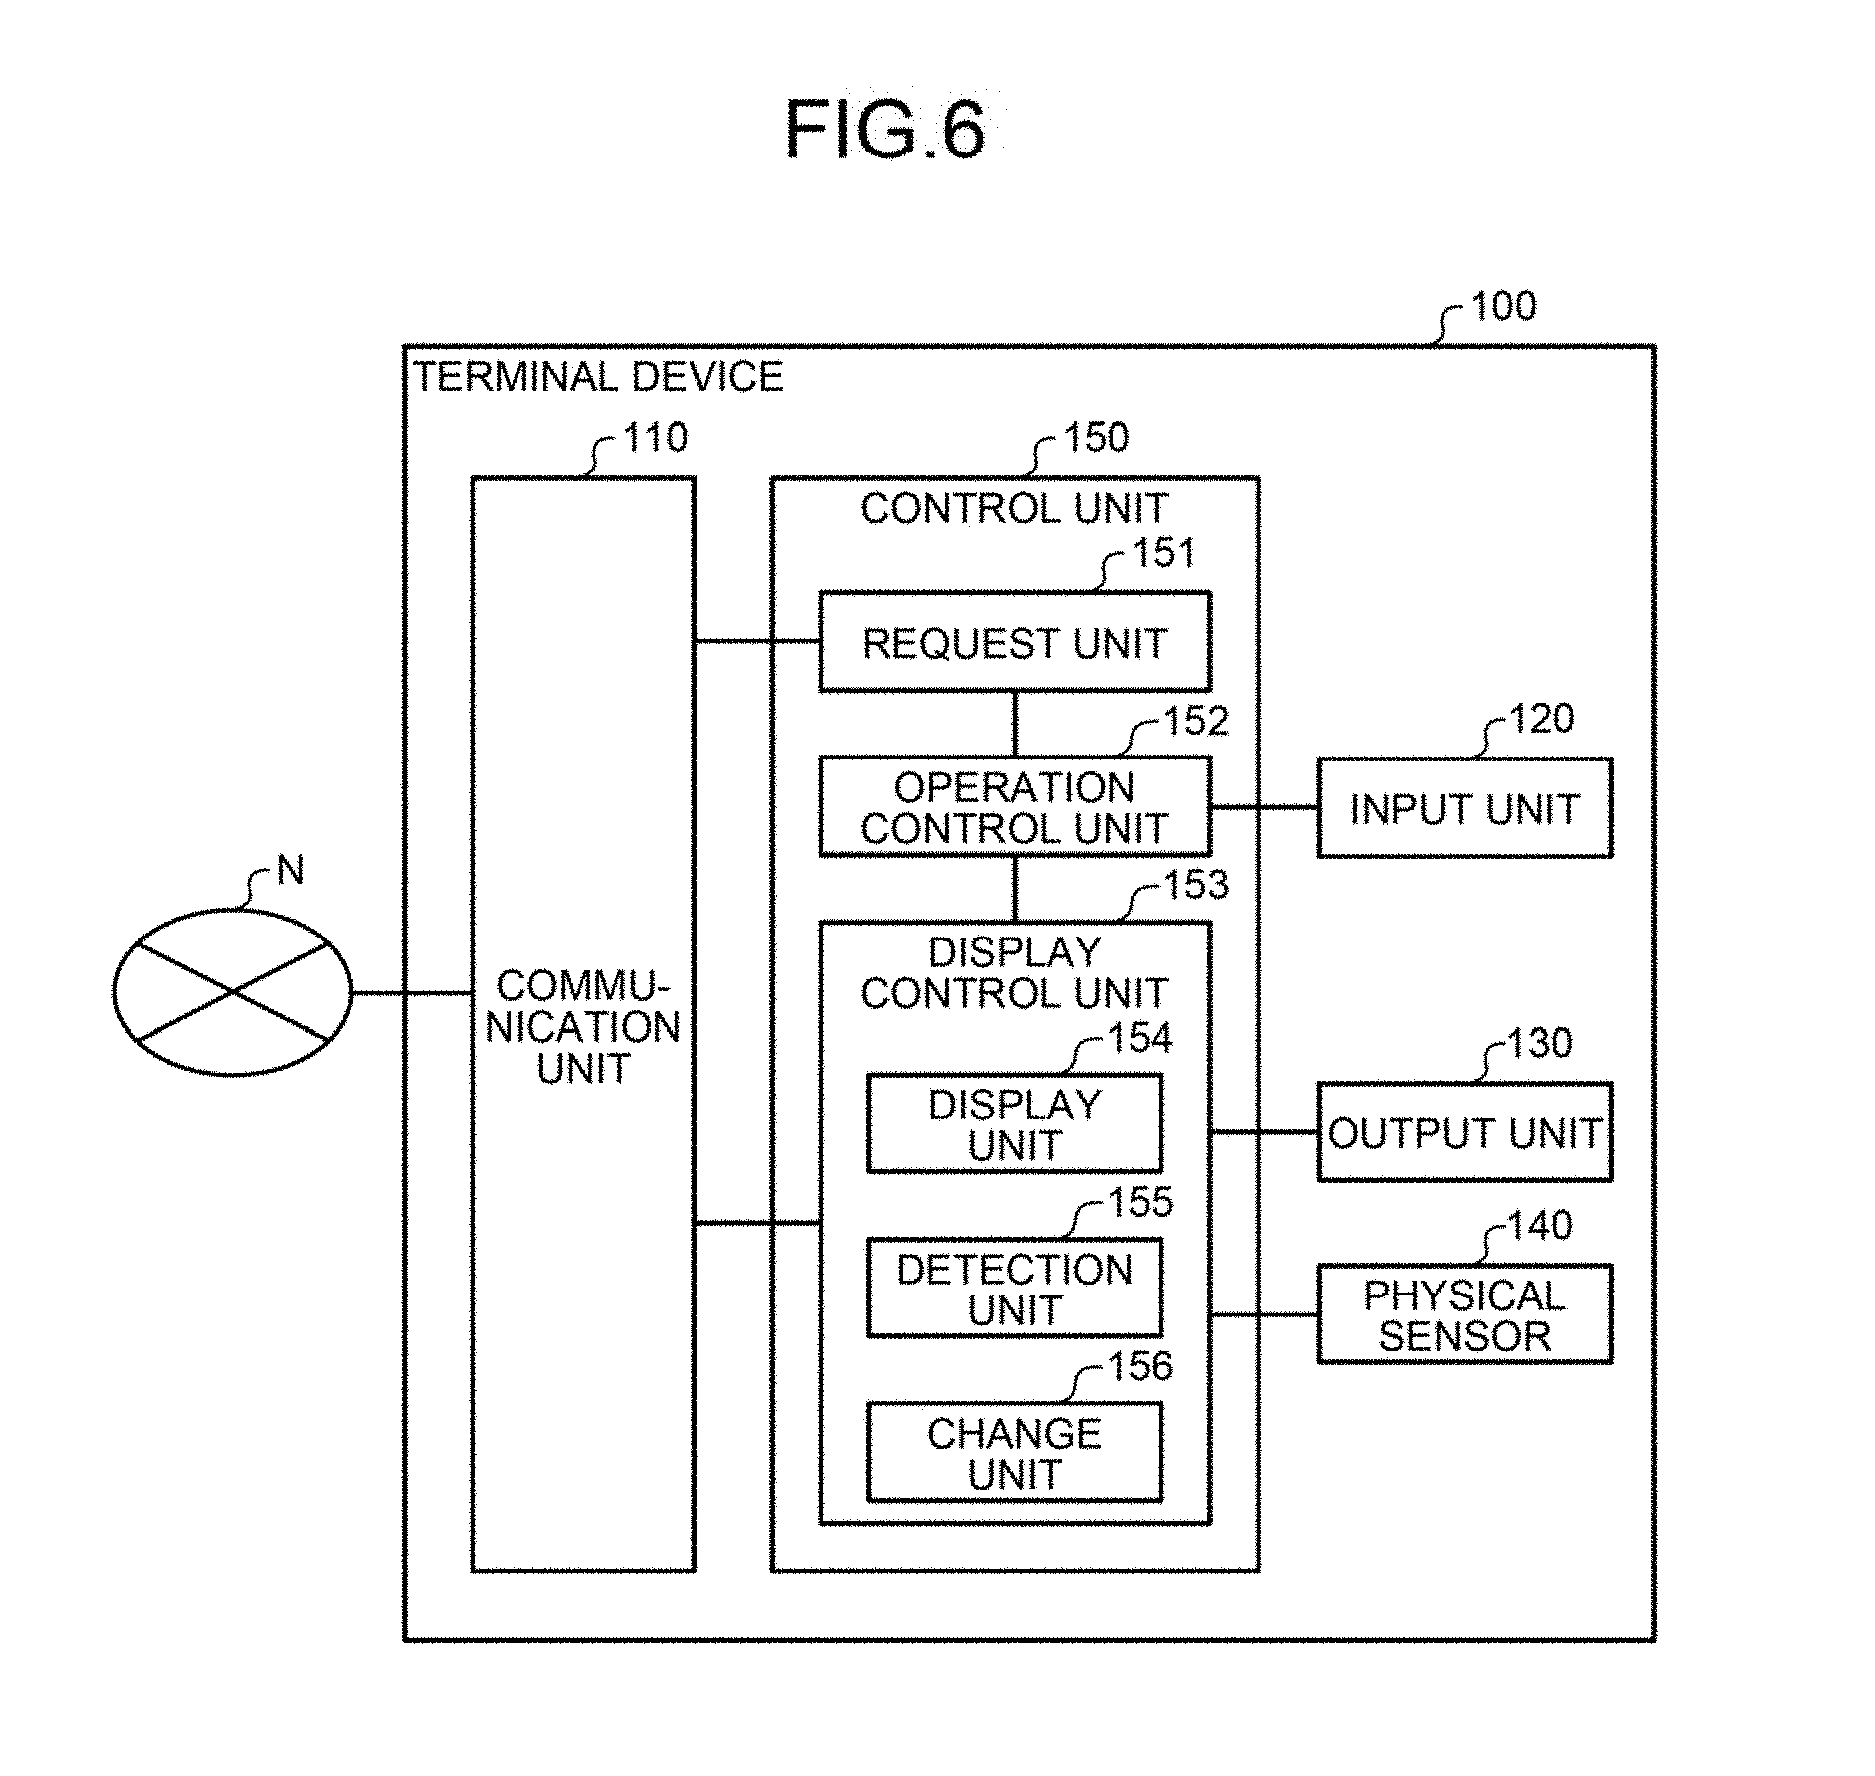 FIG.6
100
TERMINAL DEVICE
110
150
CONTROL UNIT
151
REQUEST UNIT
152
120
OPERATION
CONTROL UNIT
INPUT UNIT
N
153
DISPLAY
CONTROL UNIT
COMMU-
NICATION
UNIT
154
130
DISPLAY
UNIT
OUTPUT UNIT
155
140
DETECTION
UNIT
PHYSICAL
SENSOR
156
CHANGE
UNIT